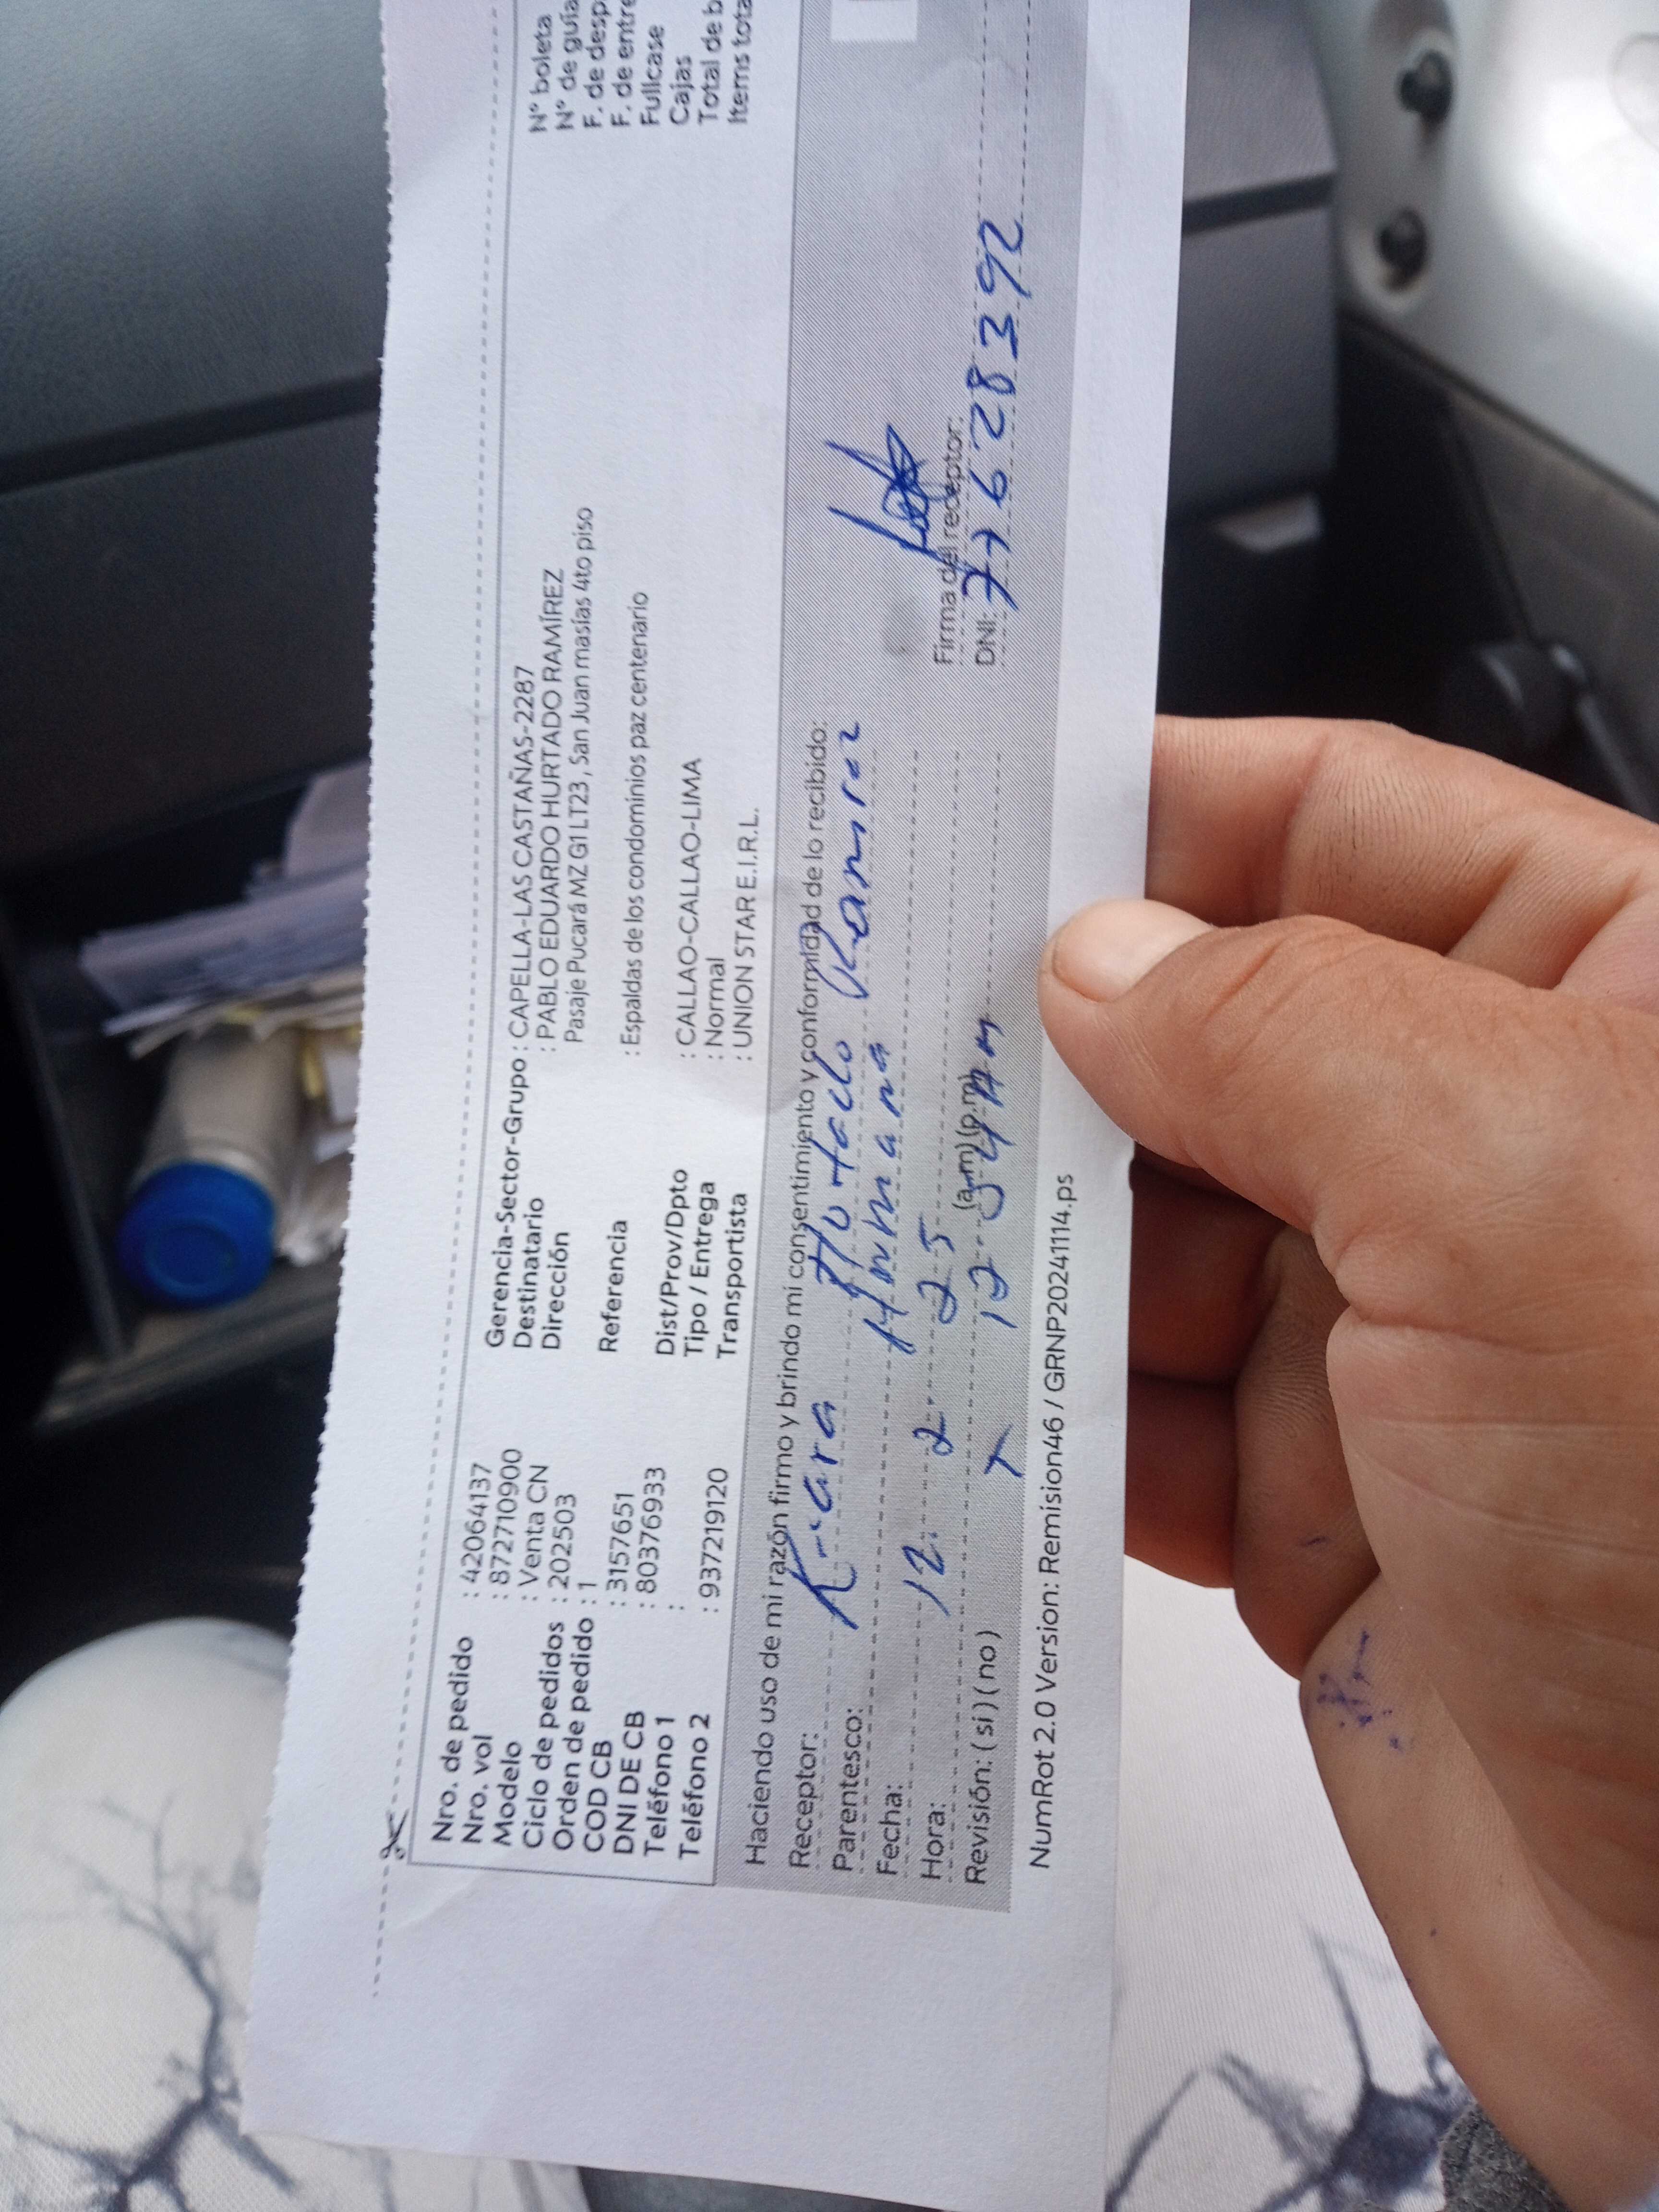 Nro. de pedido : 42064137
Nro. vol : 8727710900
Modelo : Venta CN
Ciclo de pedidos : 202503
Orden de pedido : 1
COD CB : 3157651
DNI DE CB : 80376933
Teléfono 1 :
Teléfono 2 : 937219120
Gerencia-Sector-Grupo : CAPELLA-LAS CASTAÑAS-2287
Destinatario : PABLO EDUARDO HURTADO RAMÍREZ
Dirección Pasaje Pucará MZ G1 LT23, San Juan masías 4to piso
Referencia : Espaldas de los condominios paz centenario
Dist/Prov/Dpto : CALLAO-CALLAO-LIMA
Tipo / Entrega : Normal
Transportista : UNION STAR E.I.R.L.
N° boleta
N° de guía
F. de desp
F. de entre
Fullcase
Cajas
Total de b
Items tota
Haciendo uso de mi razón firmo y brindo mi consentimiento y conformidad de lo recibido:
Receptor: Kiara
Parentesco:
Fecha: 12 2 25
Hora: (a.m) (p.m)
Revisión: ( si ) ( no )
Firma del receptor:
DNI: 77628392
NumRot 2.0 Version: Remision46 / GRNP20241114.ps